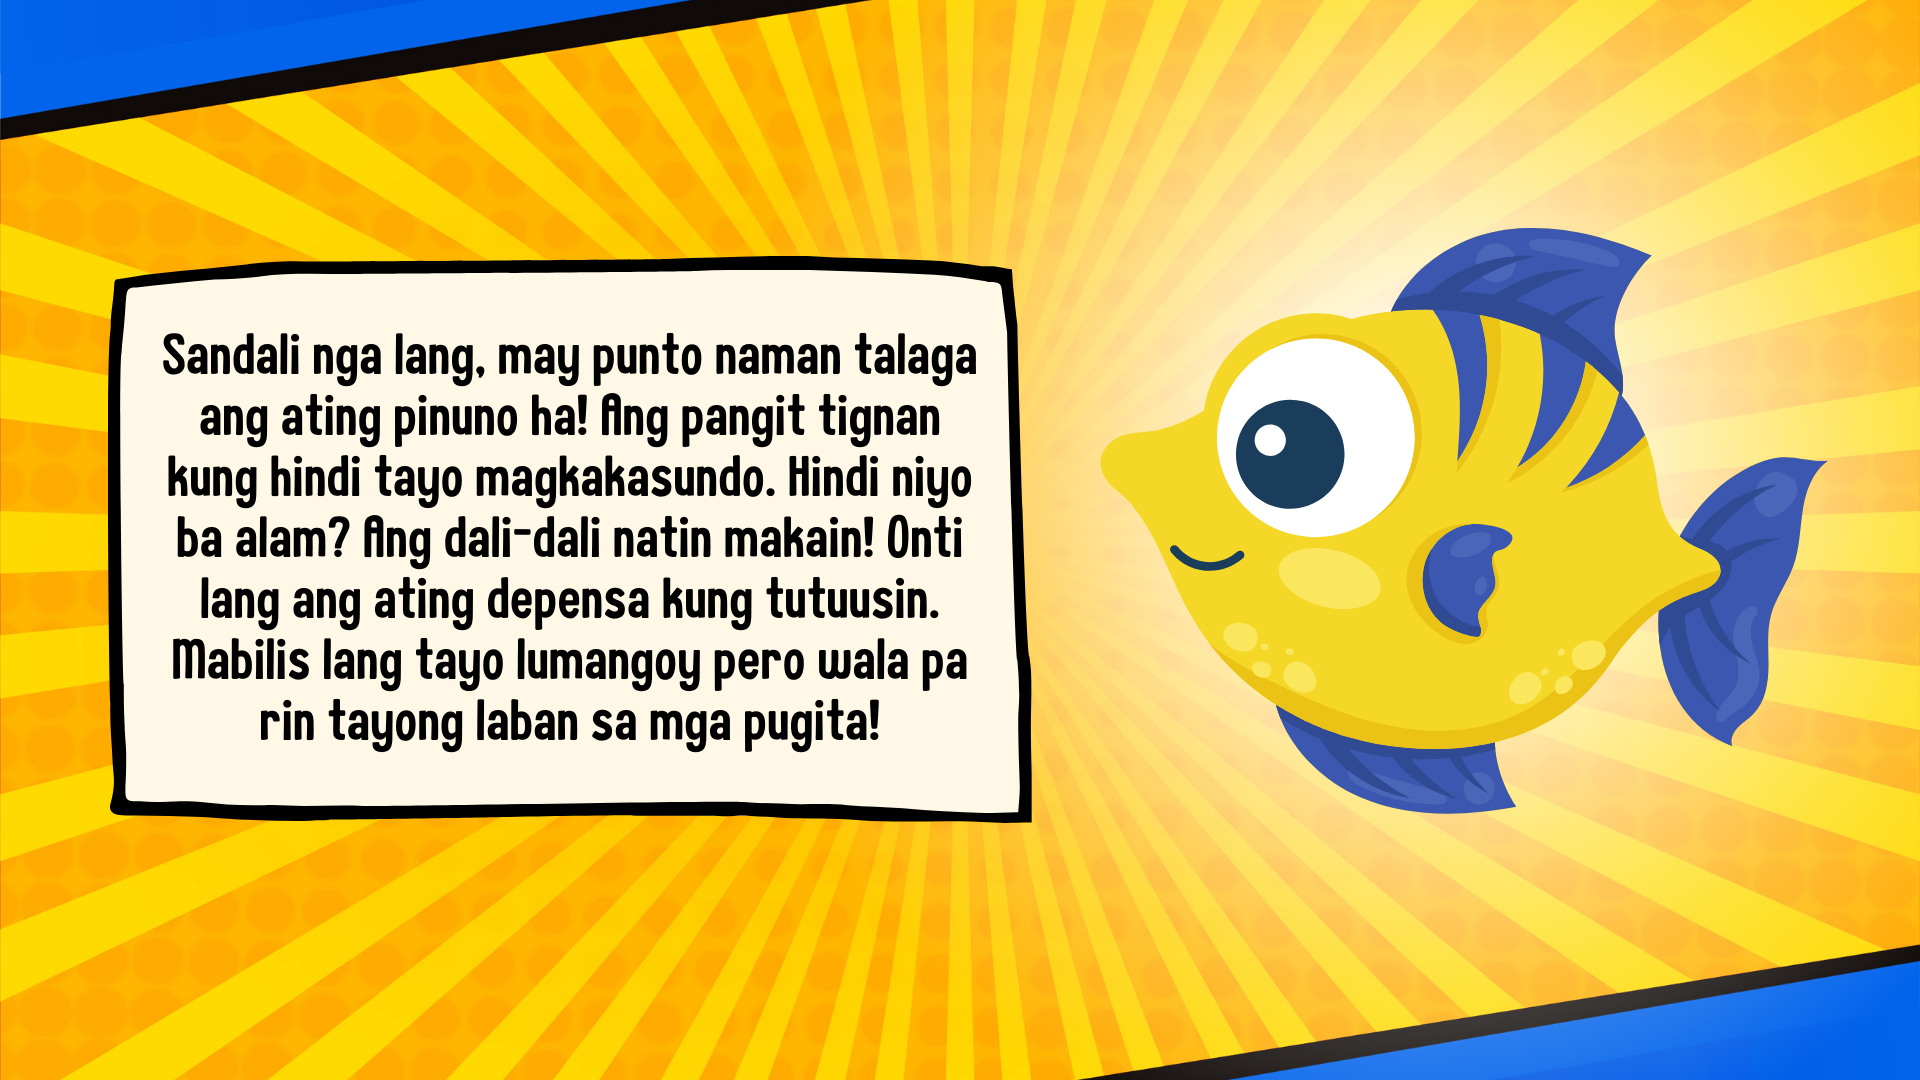 Sandali nga lang, may punto naman talaga
ang ating pinuno ha! Ang pangit tignan
kung hindi tayo magkakasundo. Hindi niyo
ba alam? Ang dali-dali natin makain! Onti
lang ang ating depensa kung tutuusin.
Mabilis lang tayo lumangoy pero wala pa
rin tayong laban sa mga pugita!